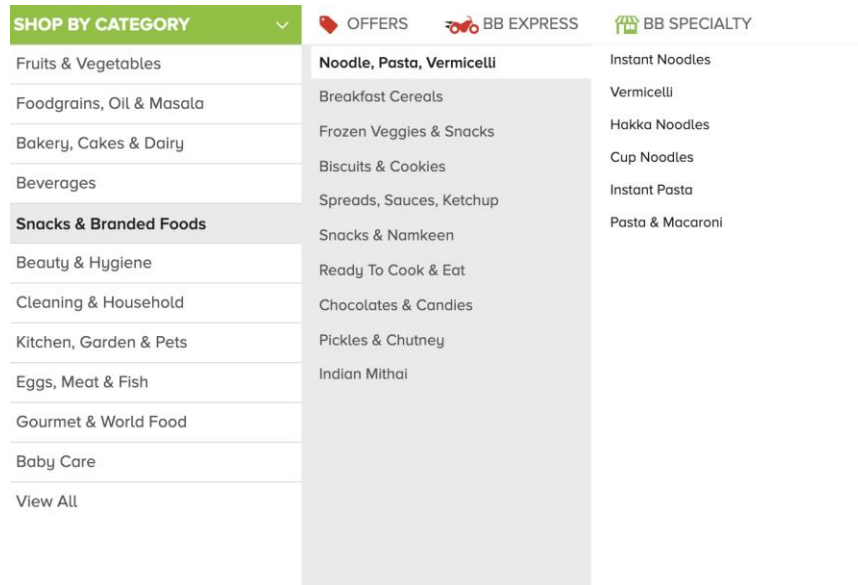 SHOP BY CATEGORY
OFFERS
BB EXPRESS
BB SPECIALTY
Fruits & Vegetables
Foodgrains, Oil & Masala
Bakery, Cakes & Dairy
Beverages
Snacks & Branded Foods
Beauty & Hygiene
Cleaning & Household
Kitchen, Garden & Pets
Eggs, Meat & Fish
Gourmet & World Food
Baby Care
View All
Noodle, Pasta, Vermicelli
Breakfast Cereals
Frozen Veggies & Snacks
Biscuits & Cookies
Spreads, Sauces, Ketchup
Snacks & Namkeen
Ready To Cook & Eat
Chocolates & Candies
Pickles & Chutney
Indian Mithai
Instant Noodles
Vermicelli
Hakka Noodles
Cup Noodles
Instant Pasta
Pasta & Macaroni